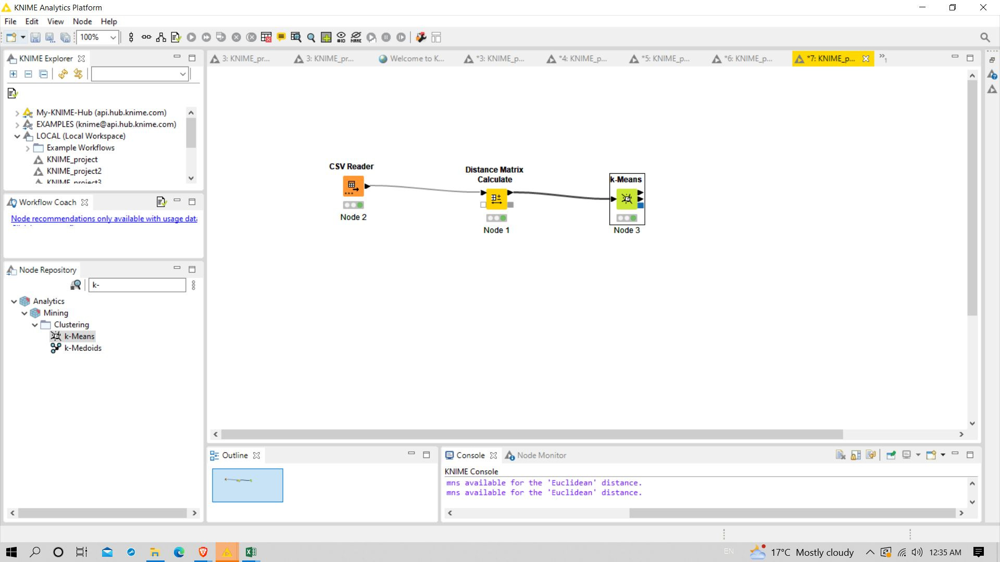 KNIME Analytics Platform
File Edit View Node Help
100%
#ID
NAME
KNIME Explorer
3: KNIME_pr...
3: KNIME_pr...
Welcome to K...
*3: KNIME_p...
*4: KNIME_p...
*5: KNIME_p...
*6: KNIME_p...
*7: KNIME_p...
»1
My-KNIME-Hub (api.hub.knime.com)
EXAMPLES (knime@api.hub.knime.com)
LOCAL (Local Workspace)
Example Workflows
KNIME_project
KNIME_project2
KNIME_project3
Workflow Coach
Node recommendations only available with usage data
Node Repository
k-
Analytics
Mining
Clustering
k-Means
k-Medoids
CSV Reader
Node 2
Distance Matrix
Calculate
Node 1
k-Means
Node 3
Outline
Console
Node Monitor
KNIME Console
mns available for the 'Euclidean' distance.
mns available for the 'Euclidean' distance.
EN
17°C Mostly cloudy
12:35 AM